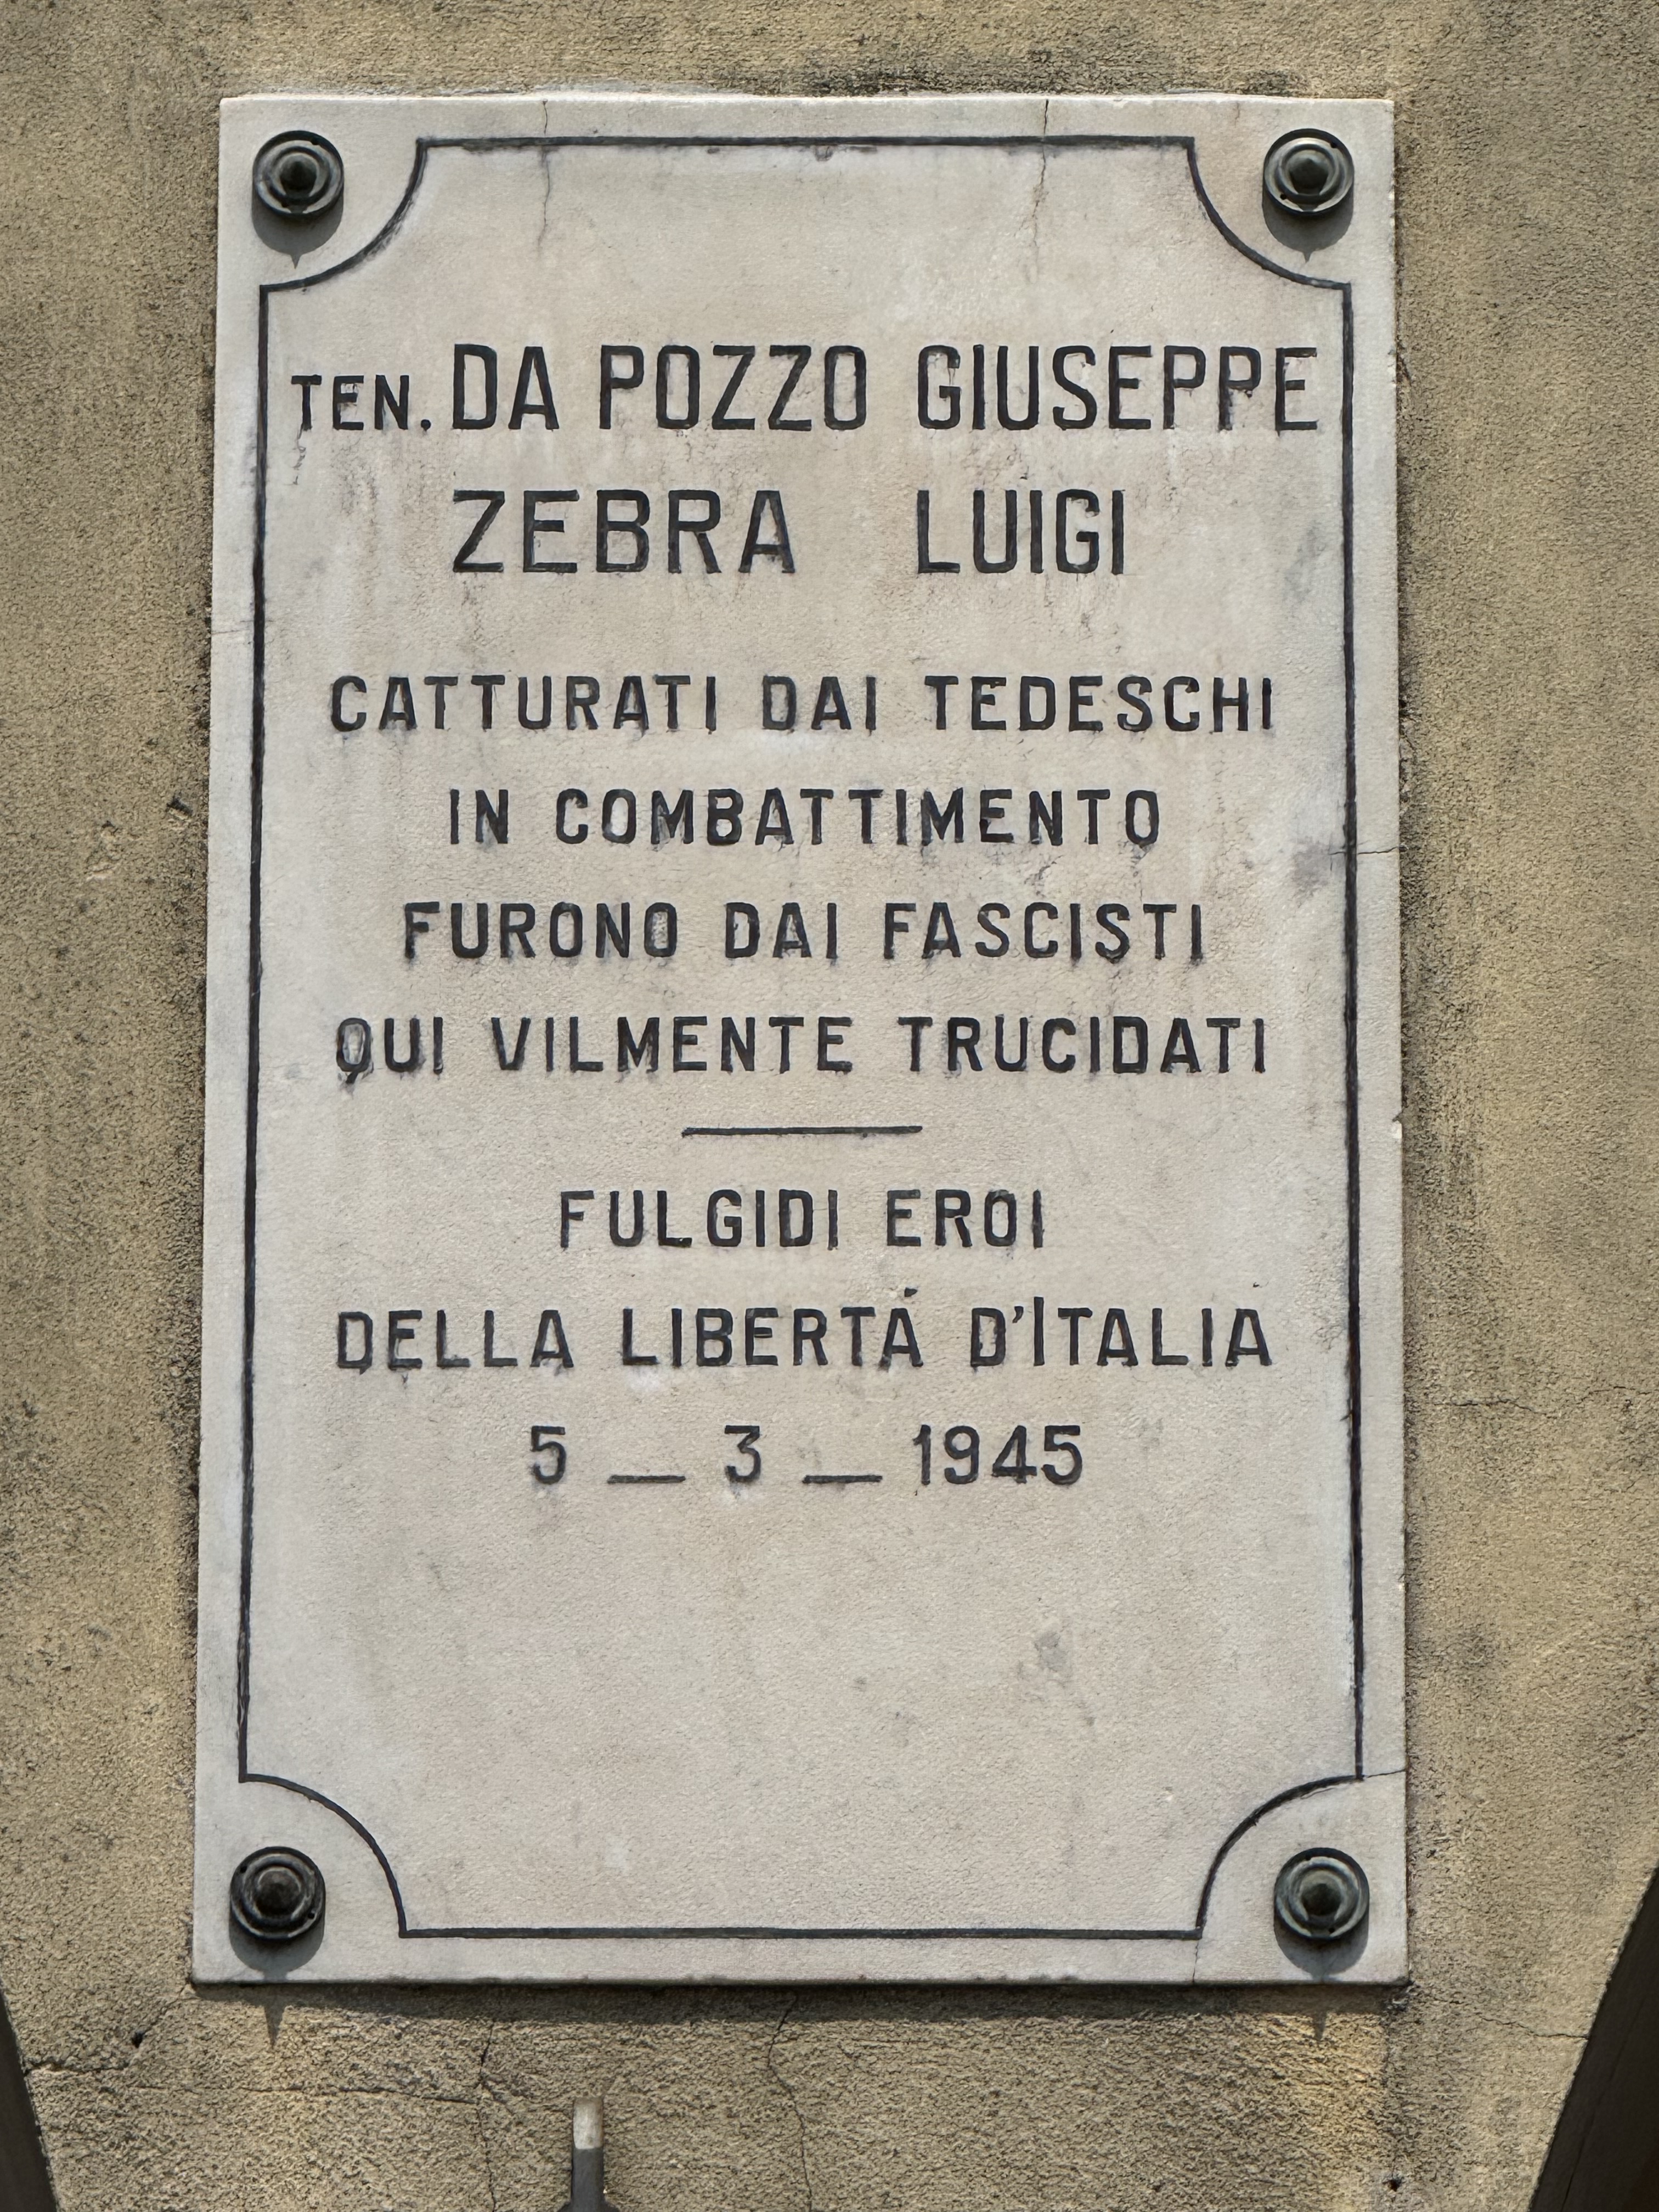 TEN. DA POZZO GIUSEPPE
ZEBRA LUIGI
CATTURATI DAI TEDESCHI
IN COMBATTIMENTO
FURONO DAI FASCISTI
QUI VILMENTE TRUCIDATI
FULGIDI EROI
DELLA LIBERTÁ D'ITALIA
5 _ 3 _ 1945